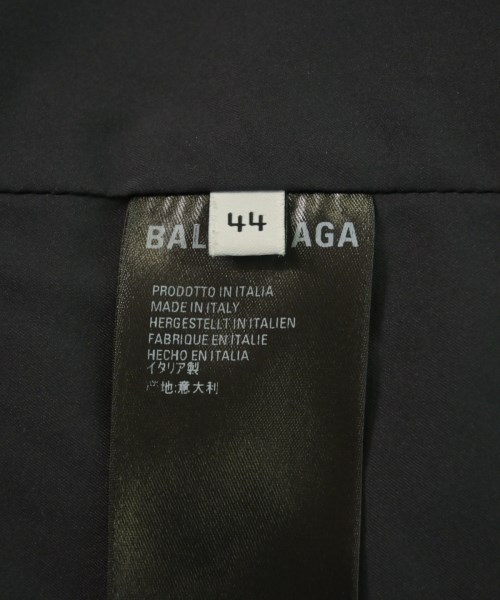 44
BAL AGA
PRODOTTO IN ITALIA
MADE IN ITALY
HERGESTELLT IN ITALIEN
FABRIQUE EN ITALIE
HECHO EN ITALIA
イタリア製
产地:意大利